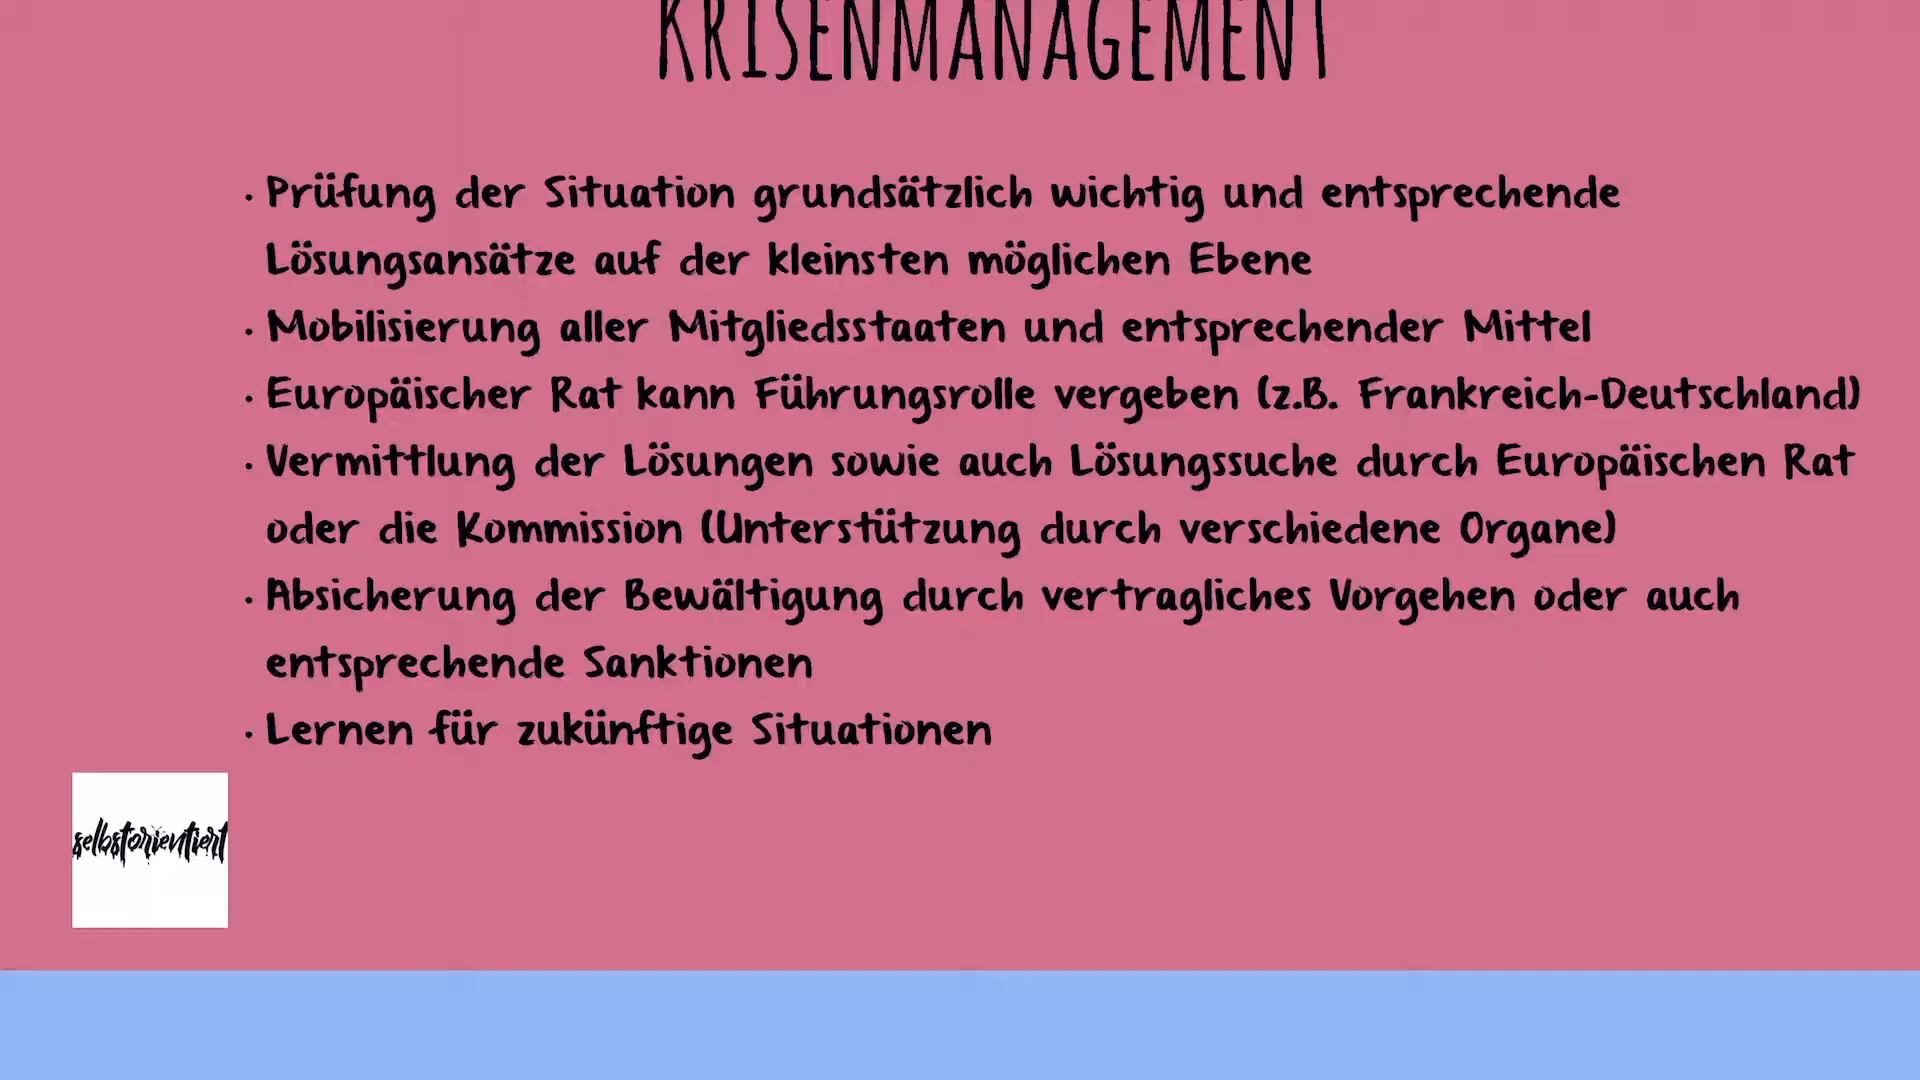 KRISENMANAGEMENT
• Prüfung der Situation grundsätzlich wichtig und entsprechende
Lösungsansätze auf der kleinsten möglichen Ebene
• Mobilisierung aller Mitgliedsstaaten und entsprechender Mittel
• Europäischer Rat kann Führungsrolle vergeben (z.B. Frankreich-Deutschland)
• Vermittlung der Lösungen sowie auch Lösungssuche durch Europäischen Rat
oder die Kommission (Unterstützung durch verschiedene Organe)
• Absicherung der Bewältigung durch vertragliches Vorgehen oder auch
entsprechende Sanktionen
• Lernen für zukünftige Situationen
selbstorientiert